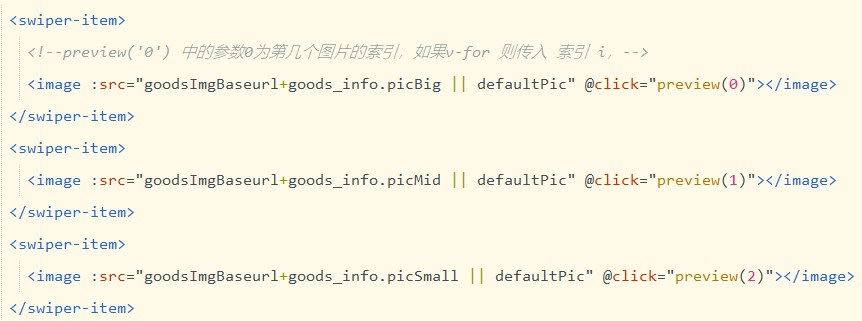 <swiper-item>
<!--preview('0') 中的参数0为第几个图片的索引，如果v-for 则传入 索引 i，-->
<image :src="goodsImgBaseurl+goods_info.picBig || defaultPic" @click="preview(0)"></image>
</swiper-item>
<swiper-item>
<image :src="goodsImgBaseurl+goods_info.picMid || defaultPic" @click="preview(1)"></image>
</swiper-item>
<swiper-item>
<image :src="goodsImgBaseurl+goods_info.picSmall || defaultPic" @click="preview(2)"></image>
</swiper-item>